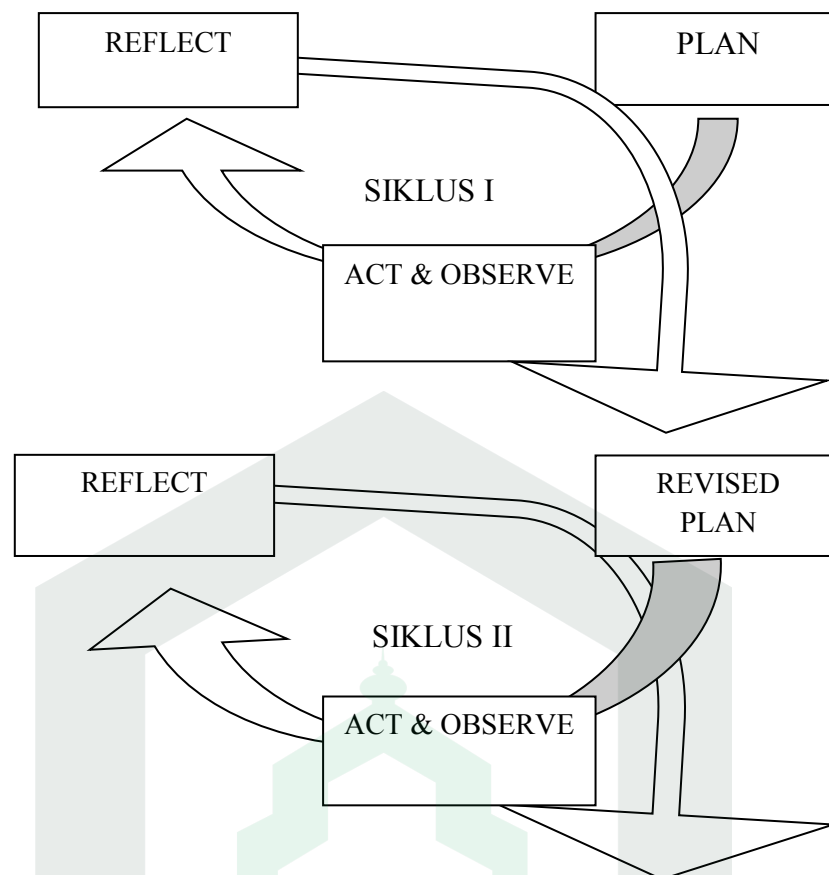 REFLECT
PLAN
SIKLUS I
ACT & OBSERVE
REFLECT
REVISED
PLAN
SIKLUS II
ACT & OBSERVE